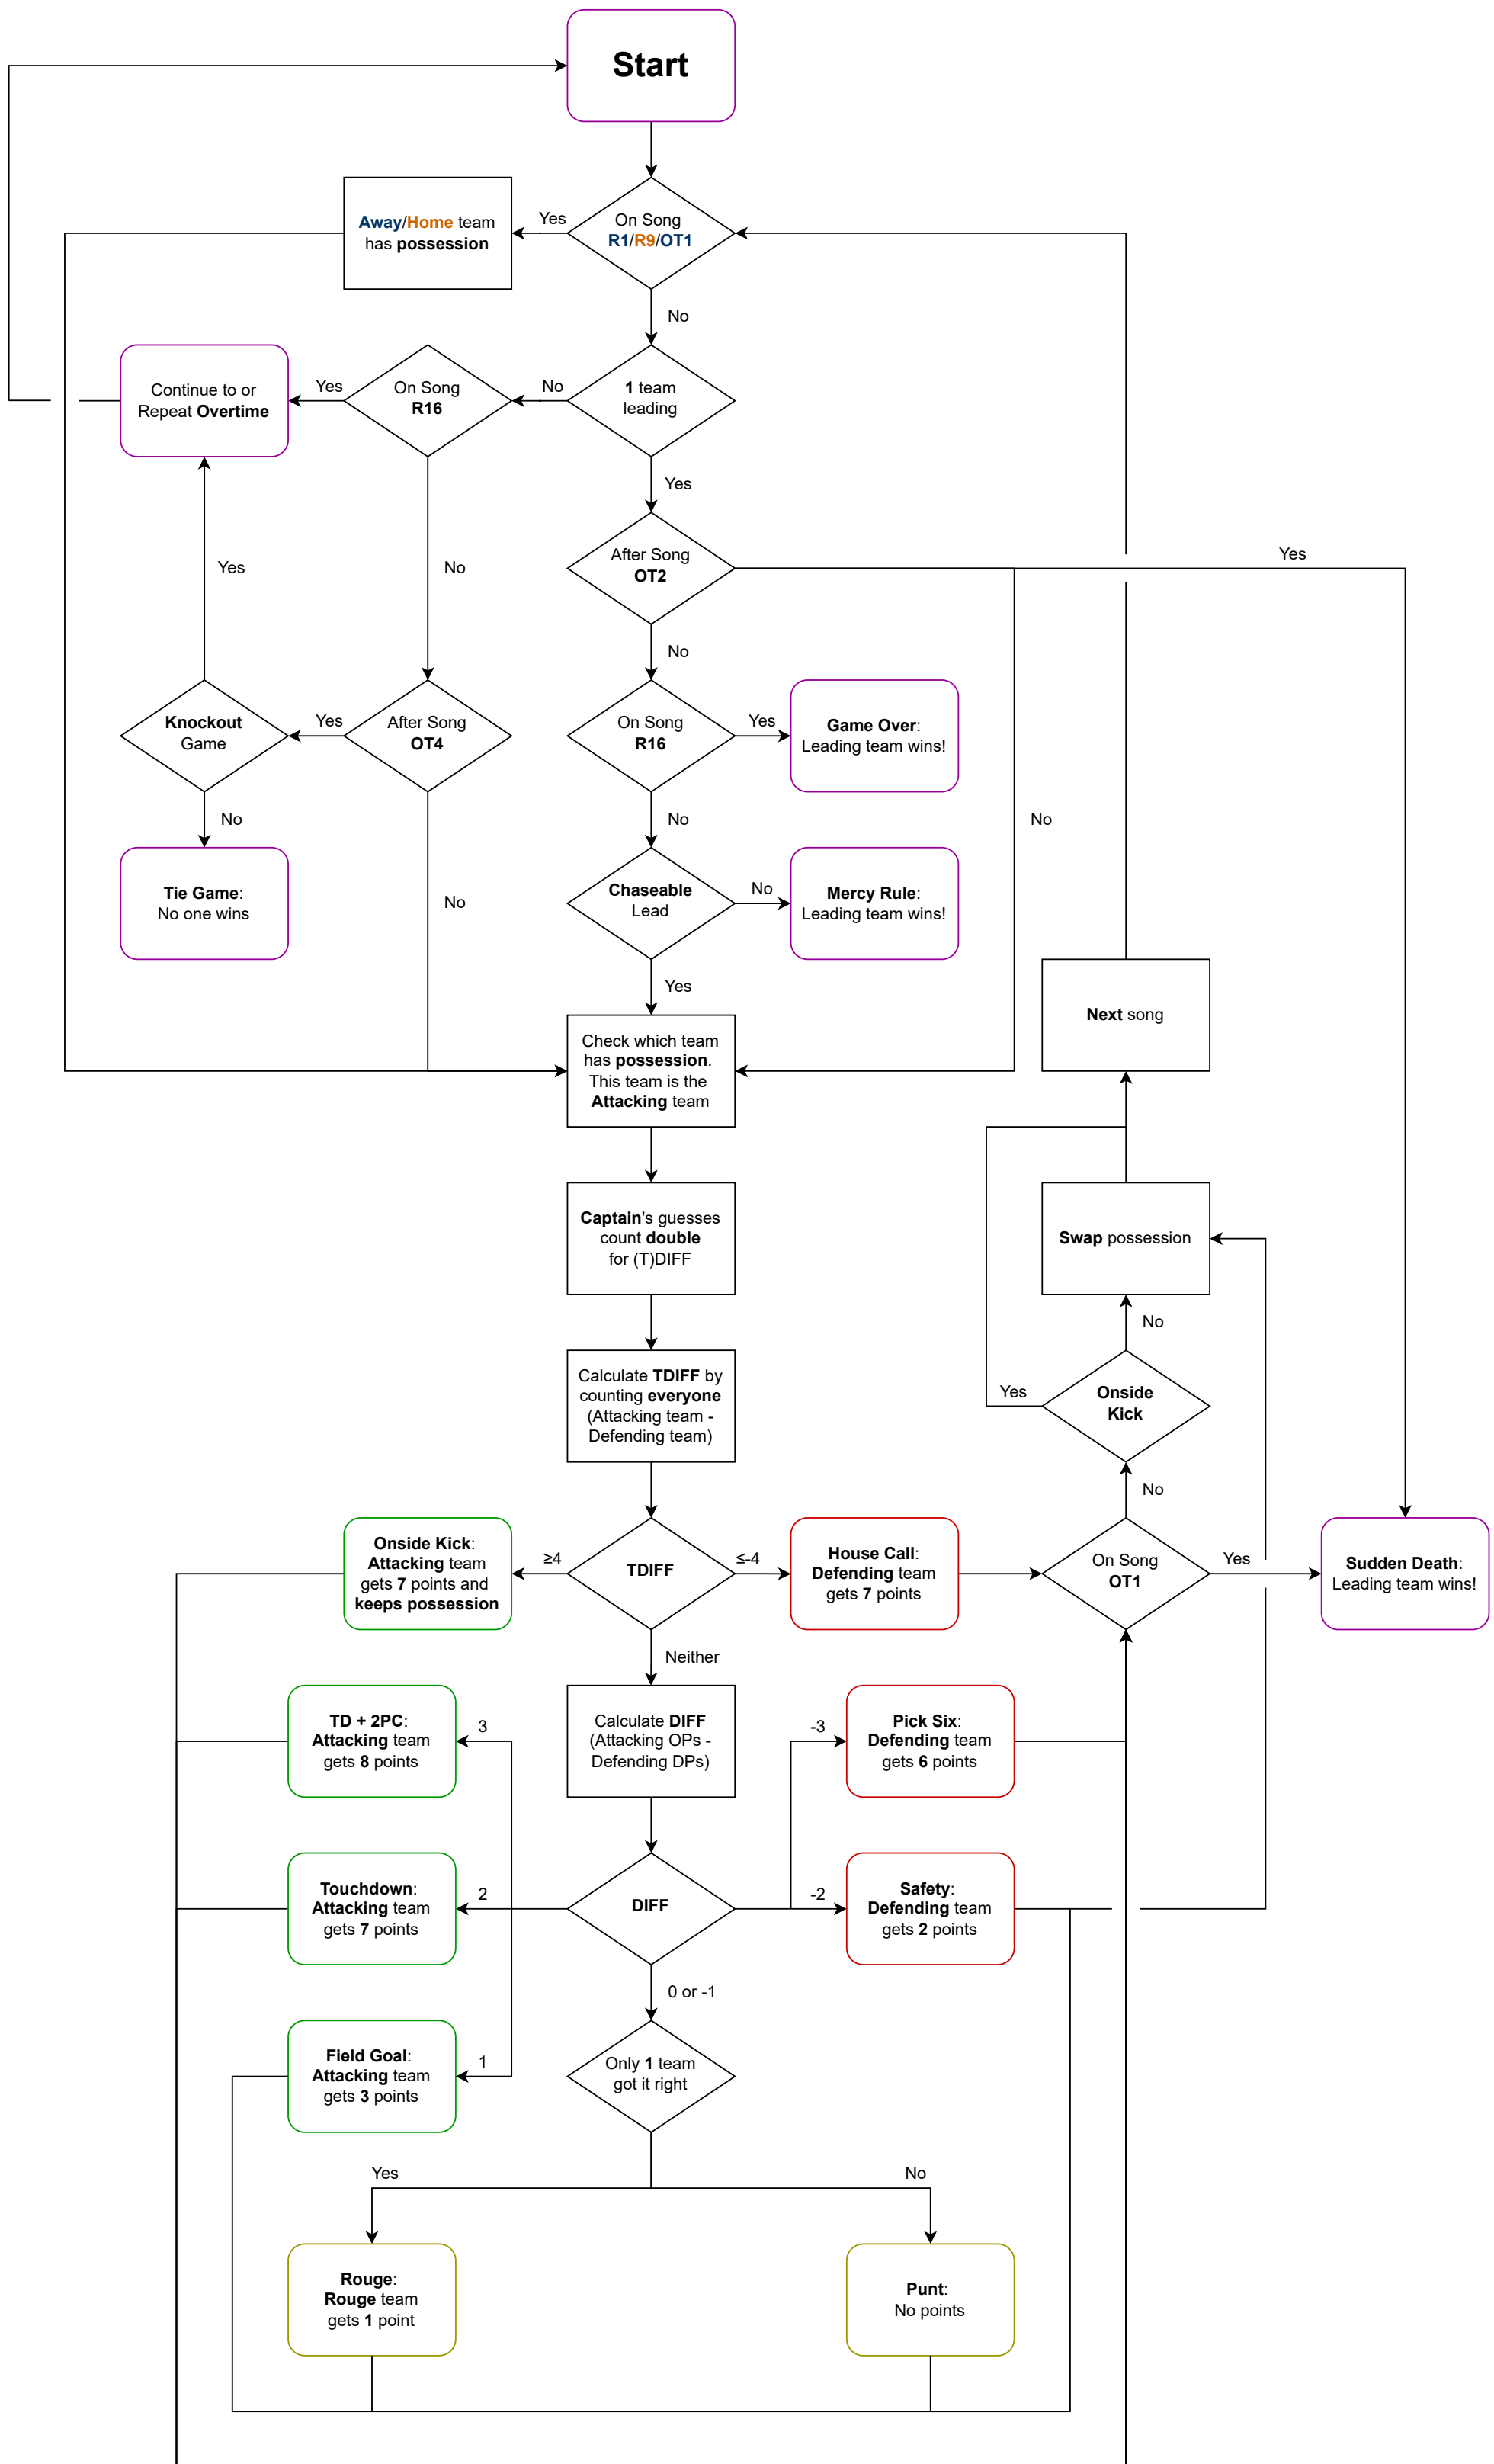 Start
Away/Home team
has possession
Yes
On Song
R1/R9/OT1
No
Continue to or
Repeat Overtime
Yes
On Song
R16
No
1 team
leading
Yes
After Song
OT2
Yes
Yes
No
No
Knockout
Game
Yes
After Song
OT4
On Song
R16
Yes
Game Over:
Leading team wins!
No
No
No
Tie Game:
No one wins
No
Chaseable
Lead
No
Mercy Rule:
Leading team wins!
Yes
Check which team
has possession.
This team is the
Attacking team
Next song
Captain's guesses
count double
for (T)DIFF
Swap possession
No
Calculate TDIFF by
counting everyone
(Attacking team -
Defending team)
Yes
Onside
Kick
No
Onside Kick:
Attacking team
gets 7 points and
keeps possession
≥4
TDIFF
≤-4
House Call:
Defending team
gets 7 points
On Song
OT1
Yes
Sudden Death:
Leading team wins!
Neither
TD + 2PC:
Attacking team
gets 8 points
3
Calculate DIFF
(Attacking OPs -
Defending DPs)
-3
Pick Six:
Defending team
gets 6 points
Touchdown:
Attacking team
gets 7 points
2
DIFF
-2
Safety:
Defending team
gets 2 points
0 or -1
Field Goal:
Attacking team
gets 3 points
1
Only 1 team
got it right
Yes
No
Rouge:
Rouge team
gets 1 point
Punt:
No points